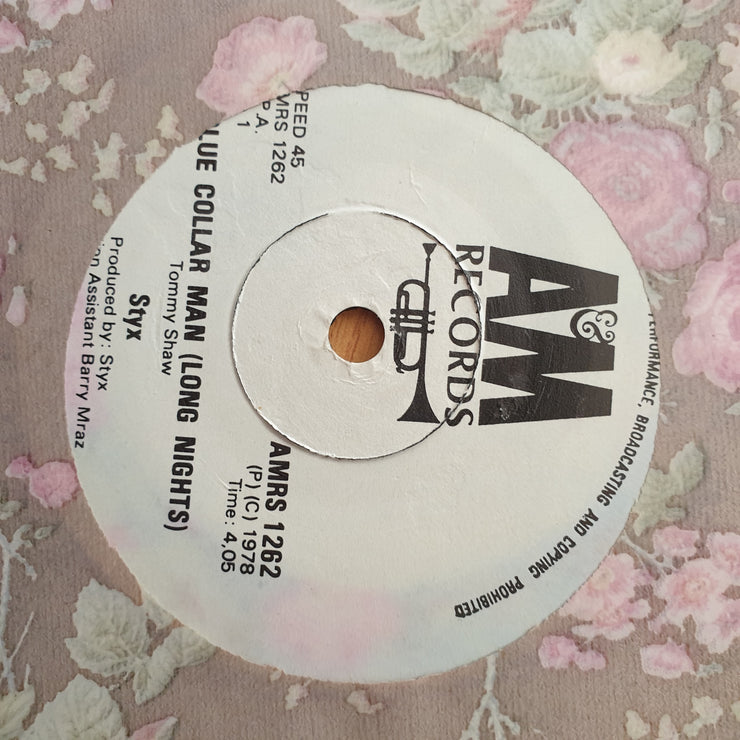 A&M
RECORDS
PERFORMANCE, BROADCASTING AND COPYING PROHIBITED
PEED 45
MRS 1262
P.A.
1
AMRS 1262
(P) (C) 1978
Time: 4,05
LUE COLLAR MAN (LONG NIGHTS)
Tommy Shaw
Styx
Produced by: Styx
ion Assistant Barry Mraz